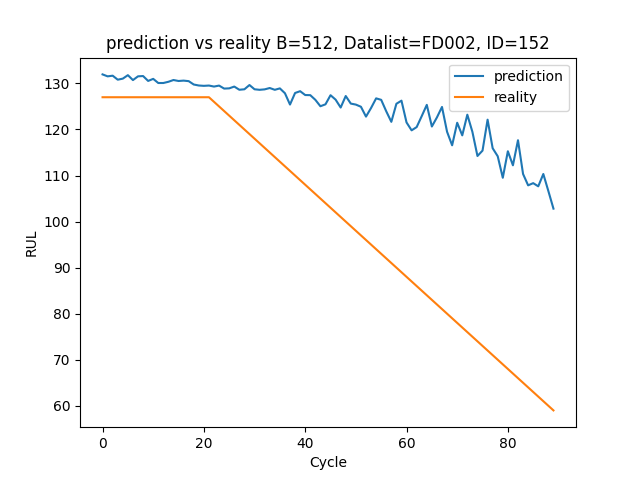 prediction vs reality B=512, Datalist=FD002, ID=152
prediction
reality
130
120
110
100
90
80
70
60
RUL
0 20 40 60 80
Cycle